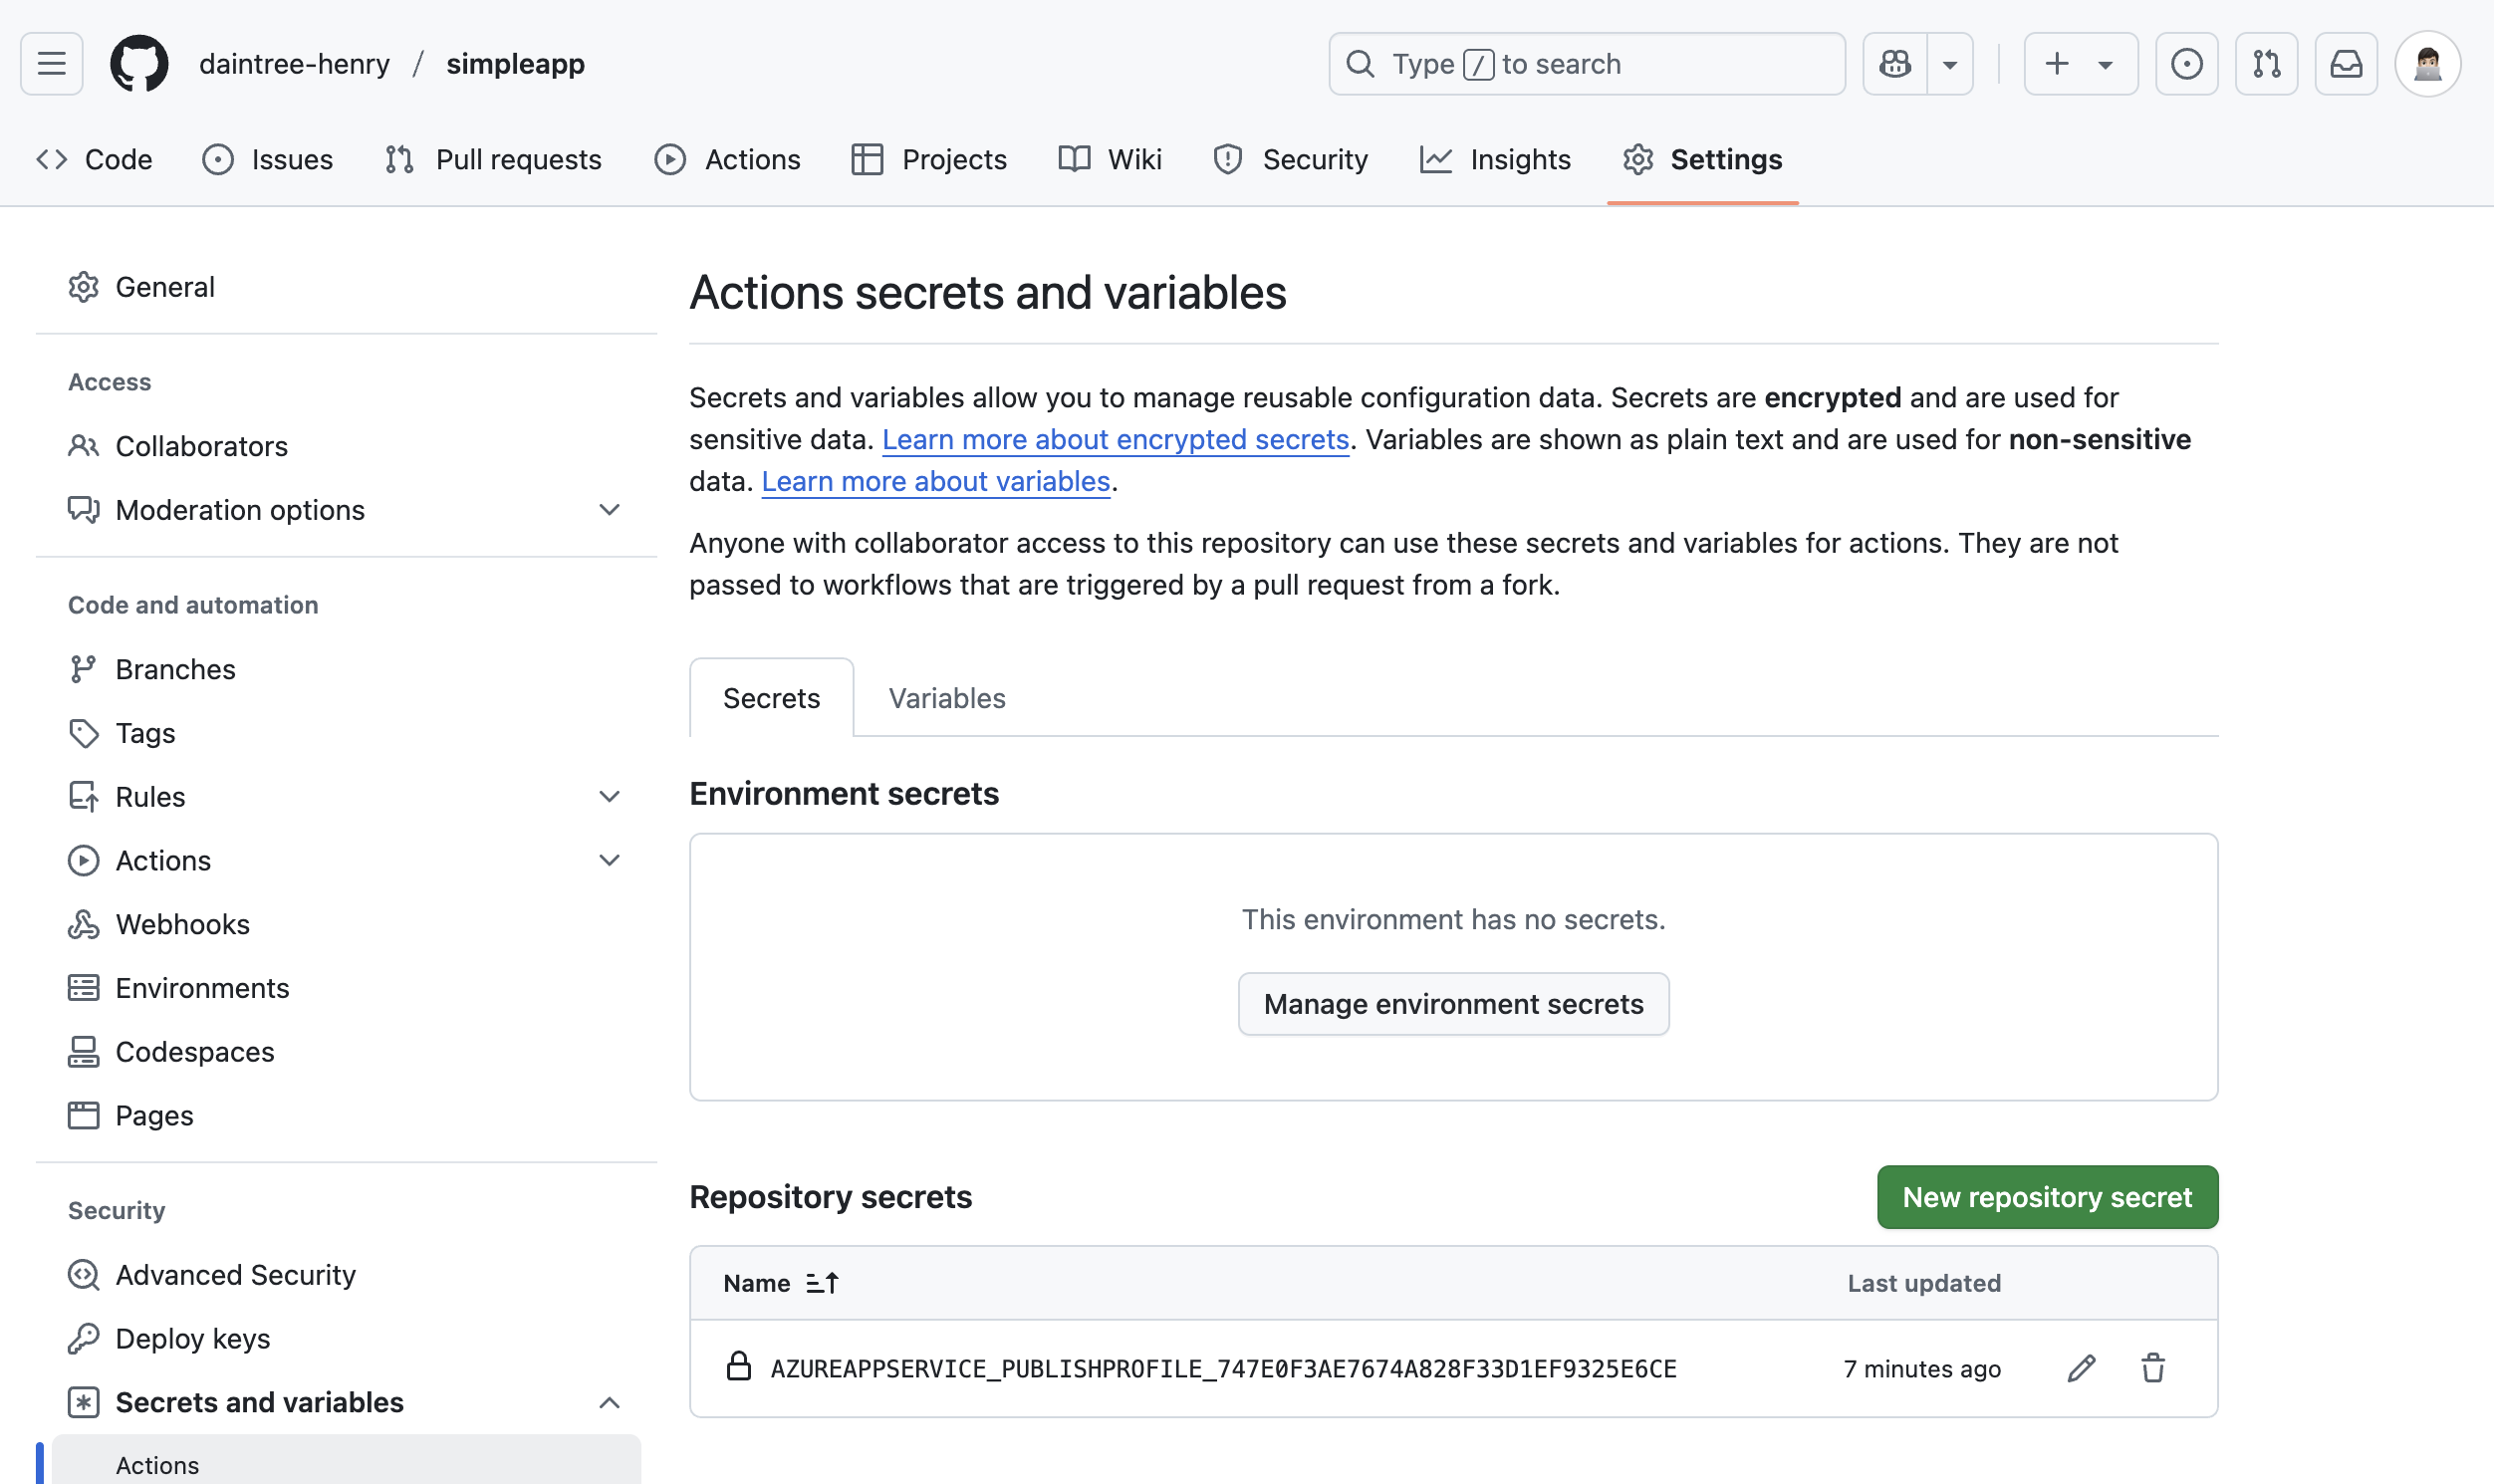 daintree-henry / simpleapp
Type / to search
Code
Issues
Pull requests
Actions
Projects
Wiki
Security
Insights
Settings
General
Access
Collaborators
Moderation options
Code and automation
Branches
Tags
Rules
Actions
Webhooks
Environments
Codespaces
Pages
Security
Advanced Security
Deploy keys
Secrets and variables
Actions
Actions secrets and variables
Secrets and variables allow you to manage reusable configuration data. Secrets are encrypted and are used for
sensitive data. Learn more about encrypted secrets. Variables are shown as plain text and are used for non-sensitive
data. Learn more about variables.
Anyone with collaborator access to this repository can use these secrets and variables for actions. They are not
passed to workflows that are triggered by a pull request from a fork.
Secrets
Variables
Environment secrets
This environment has no secrets.
Manage environment secrets
Repository secrets
New repository secret
Name
Last updated
AZUREAPPSERVICE_PUBLISHPROFILE_747E0F3AE7674A828F33D1EF9325E6CE
7 minutes ago